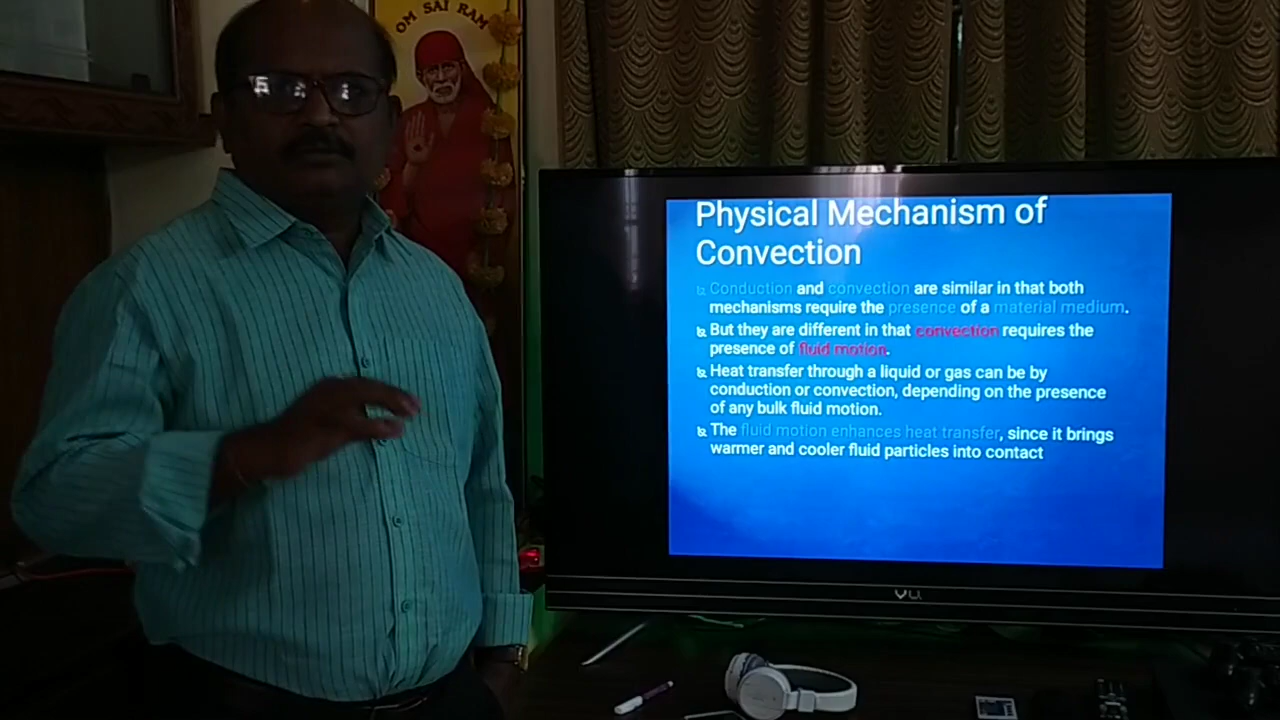 OM SAI RAM
Physical Mechanism of
Convection
Conduction and convection are similar in that both
mechanisms require the presence of a material medium.
But they are different in that convection requires the
presence of fluid motion.
Heat transfer through a liquid or gas can be by
conduction or convection, depending on the presence
of any bulk fluid motion.
The fluid motion enhances heat transfer, since it brings
warmer and cooler fluid particles into contact
Vu